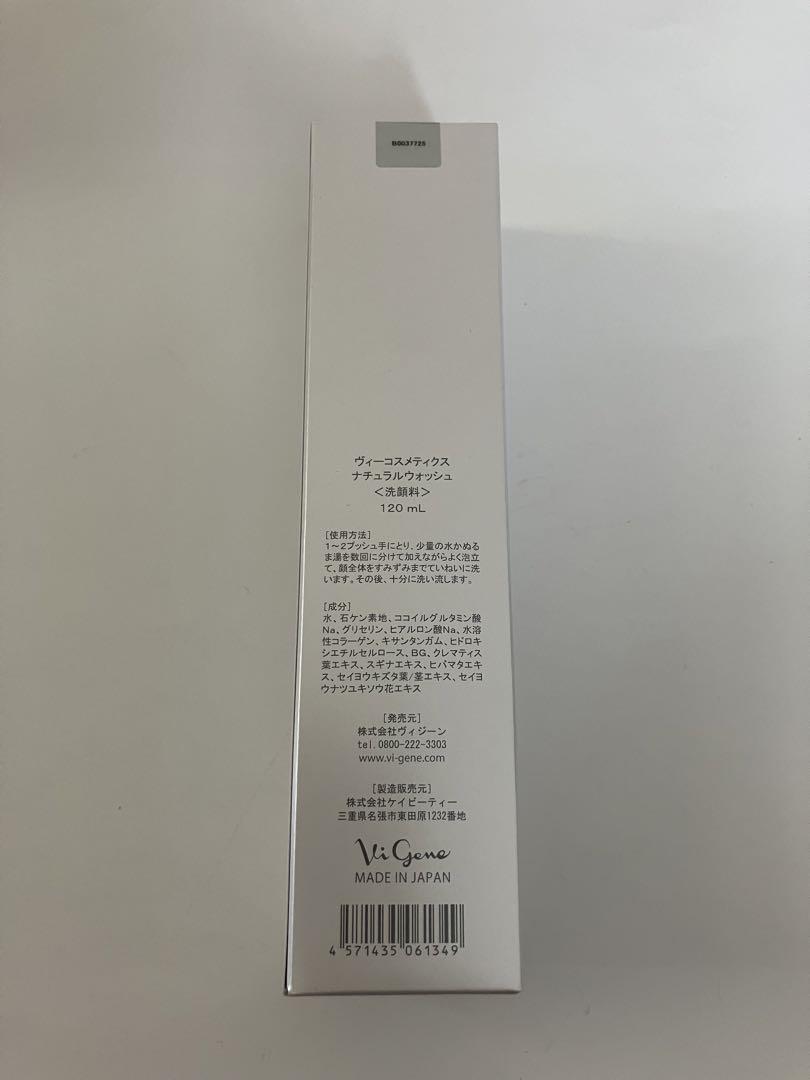 B0037725
ヴィーコスメティクス
ナチュラルウォッシュ
＜洗顔料＞
120 mL
[使用方法]
1～2プッシュ手にとり、少量の水かぬる
ま湯を数回に分けて加えながらよく泡立
て、顔全体をすみずみまでていねいに洗
います。その後、十分に洗い流します。
[成分]
水、石ケン素地、ココイルグルタミン酸
Na、グリセリン、ヒアルロン酸Na、水溶
性コラーゲン、キサンタンガム、ヒドロキ
シエチルセルロース、BG、クレマティス
葉エキス、スギナエキス、ヒバマタエキ
ス、セイヨウキズタ葉/茎エキス、セイヨ
ウナツユキソウ花エキス
[発売元]
株式会社ヴィジーン
tel.0800-222-3303
www.vi-gene.com
[製造販売元]
株式会社ケイビーティー
三重県名張市東田原1232番地
Vi Gene
MADE IN JAPAN
4 571435 061349